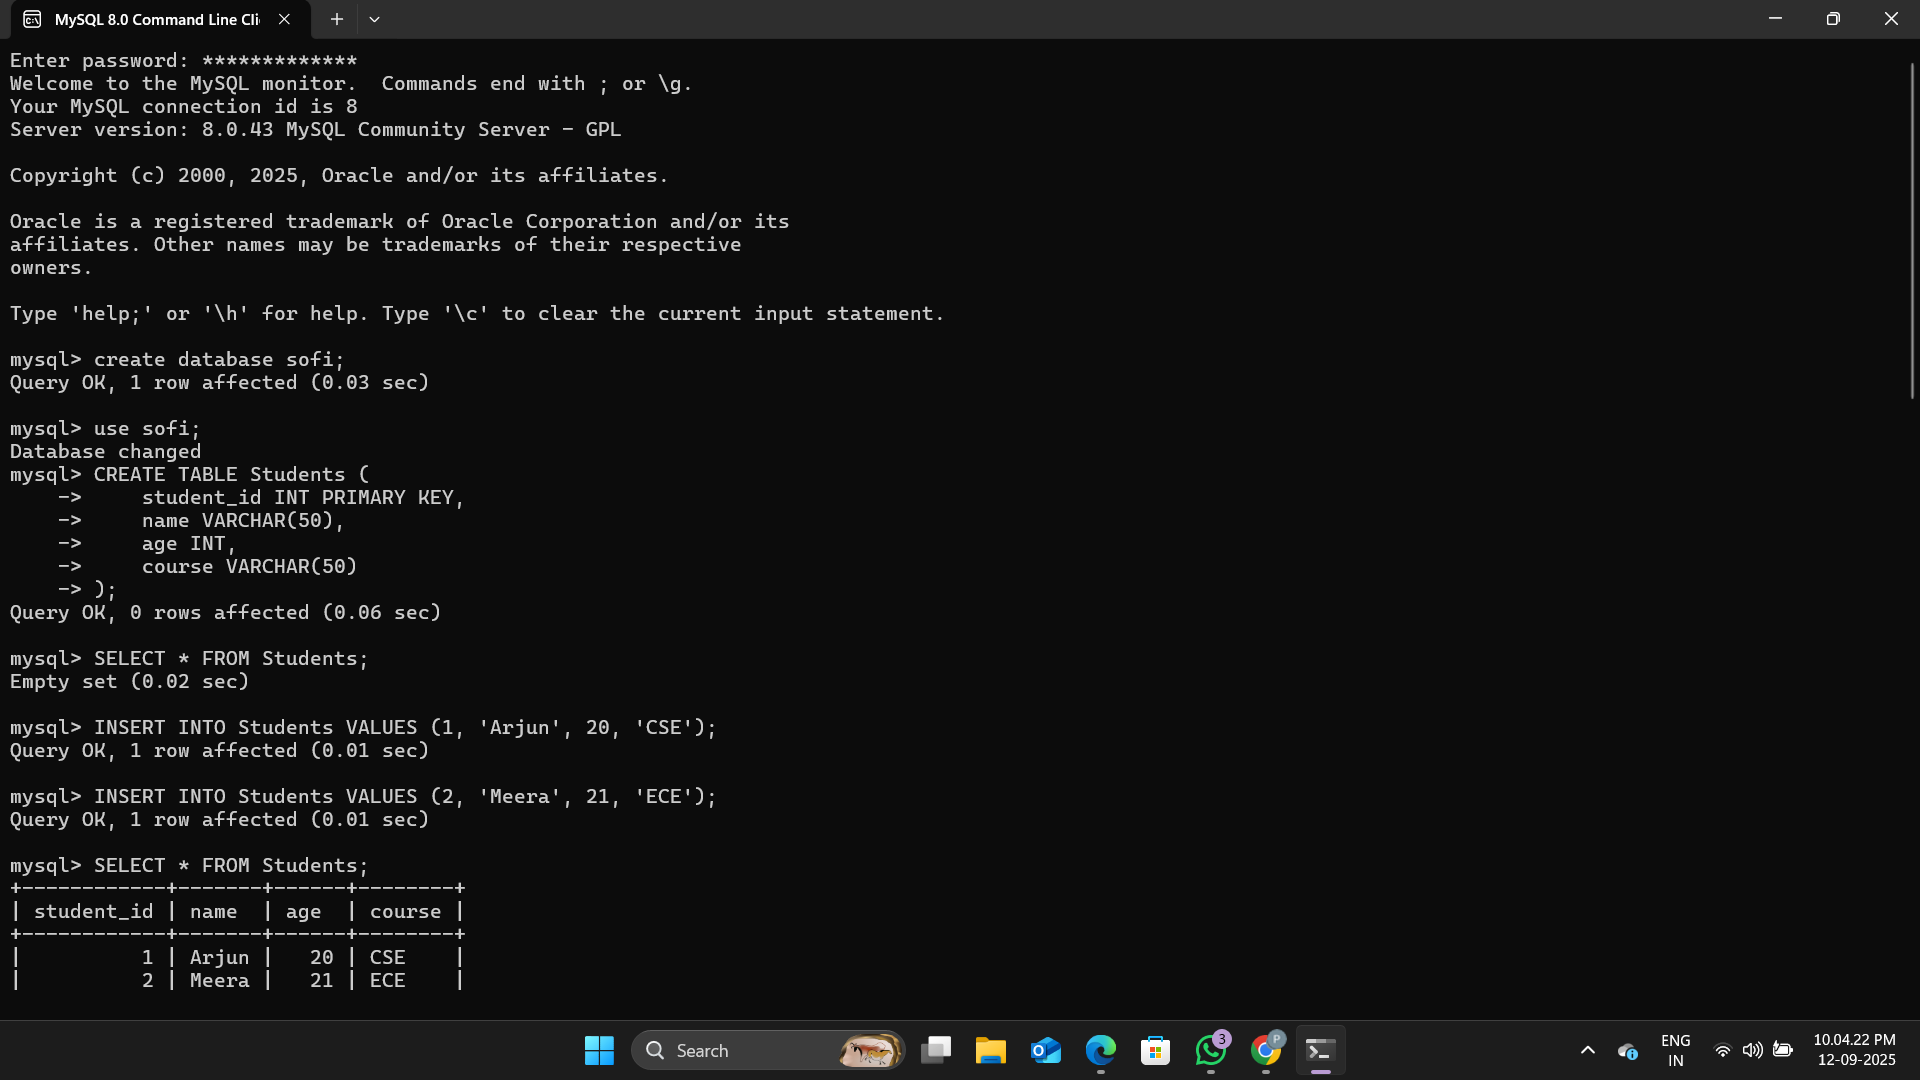 MySQL 8.0 Command Line Cli
Enter password: *************
Welcome to the MySQL monitor.  Commands end with ; or \g.
Your MySQL connection id is 8
Server version: 8.0.43 MySQL Community Server - GPL

Copyright (c) 2000, 2025, Oracle and/or its affiliates.

Oracle is a registered trademark of Oracle Corporation and/or its
affiliates. Other names may be trademarks of their respective
owners.

Type 'help;' or '\h' for help. Type '\c' to clear the current input statement.

mysql> create database sofi;
Query OK, 1 row affected (0.03 sec)

mysql> use sofi;
Database changed
mysql> CREATE TABLE Students (
    ->     student_id INT PRIMARY KEY,
    ->     name VARCHAR(50),
    ->     age INT,
    ->     course VARCHAR(50)
    -> );
Query OK, 0 rows affected (0.06 sec)

mysql> SELECT * FROM Students;
Empty set (0.02 sec)

mysql> INSERT INTO Students VALUES (1, 'Arjun', 20, 'CSE');
Query OK, 1 row affected (0.01 sec)

mysql> INSERT INTO Students VALUES (2, 'Meera', 21, 'ECE');
Query OK, 1 row affected (0.01 sec)

mysql> SELECT * FROM Students;
+------------+-------+------+--------+
| student_id | name  | age  | course |
+------------+-------+------+--------+
|          1 | Arjun |   20 | CSE    |
|          2 | Meera |   21 | ECE    |
Search
3
P
ENG
IN
10.04.22 PM
12-09-2025